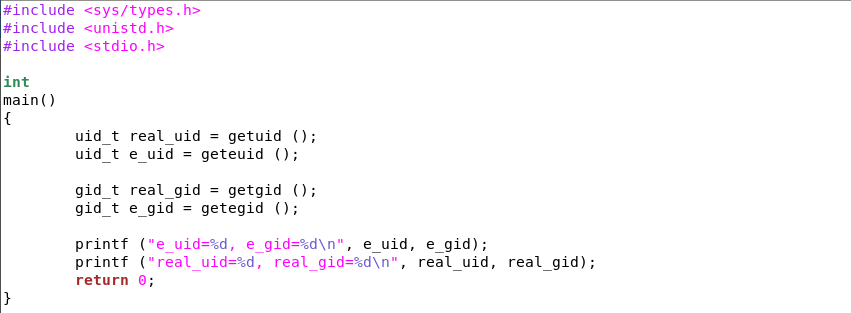 #include <sys/types.h>
#include <unistd.h>
#include <stdio.h>

int
main()
{
        uid_t real_uid = getuid ();
        uid_t e_uid = geteuid ();

        gid_t real_gid = getgid ();
        gid_t e_gid = getegid ();

        printf ("e_uid=%d, e_gid=%d\n", e_uid, e_gid);
        printf ("real_uid=%d, real_gid=%d\n", real_uid, real_gid);
        return 0;
}